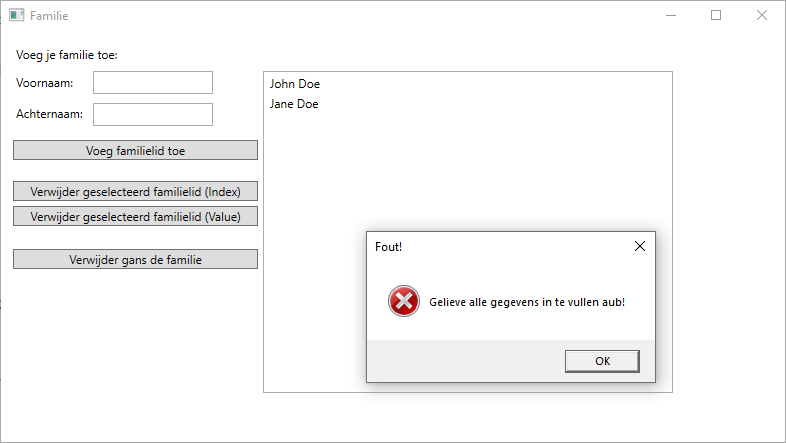 Familie
Voeg je familie toe:
Voornaam:
Achternaam:
Voeg familielid toe
Verwijder geselecteerd familielid (Index)
Verwijder geselecteerd familielid (Value)
Verwijder gans de familie
John Doe
Jane Doe
Fout!
Gelieve alle gegevens in te vullen aub!
OK